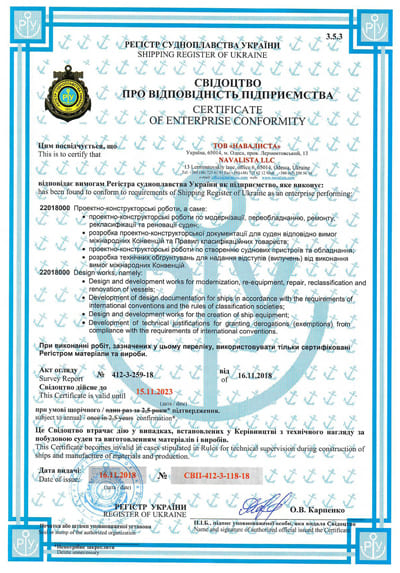 3.5.3
РЕГІСТР СУДНОПЛАВСТВА УКРАЇНИ
SHIPPING REGISTER OF UKRAINE
СВІДОЦТВО
ПРО ВІДПОВІДНІСТЬ ПІДПРИЄМСТВА
CERTIFICATE
OF ENTERPRISE CONFORMITY
Цим посвідчується, що
This is to certify that
ТОВ «НАВАЛИСТА»
Україна, 65014, м. Одеса, пров. Лермонтовський, 13
NAVALISTA LLC
13 Lermontovskiy lane, office 6, 65014, Odessa, Ukraine
відповідає вимогам Регістра судноплавства України як підприємство, яке виконує:
has been found to conform to requirements of Shipping Register of Ukraine as an enterprise performing:
22018000 Проектно-конструкторські роботи, а саме:
• проектно-конструкторські роботи по модернізації, переобладнанню, ремонту,
рекласифікації та реновації суден;
• розробка проектно-конструкторської документації для суден відповідно вимог
міжнародних Конвенцій та Правил класифікаційних товариств;
• проектно-конструкторські роботи по створенню суднових пристроїв та обладнання;
• розробка технічних обґрунтувань для надання відступів (вилучень) від виконання
вимог міжнародних Конвенцій.
22018000 Design works, namely:
• Design and development works for modernization, re-equipment, repair, reclassification and
renovation of vessels;
• Development of design documentation for ships in accordance with the requirements of
international conventions and the rules of classification societies;
• Design and development works for the creation of ship equipment;
• Development of technical justifications for granting derogations (exemptions) from
compliance with the requirements of international conventions.
При виконанні робіт, зазначених у цьому переліку, використовувати тільки сертифіковані
Регістром матеріали та вироби.
Акт огляду № 412-3-259-18 від 16.11.2018
Survey Report of
Свідоцтво дійсне до
This Certificate is valid until 15.11.2023
при умові щорічного / один раз за 2,5 роки* підтвердження.
subject to annual / once in 2,5 years confirmation*
Це Свідоцтво втрачає дію у випадках, встановлених у Керівництві з технічного нагляду за
побудовою суден та виготовленням матеріалів і виробів.
This Certificate becomes invalid in cases stipulated in Rules for technical supervision during construction of
ships and manufacture of materials and production.
Дата видачі: 16.11.2018 № СВП-412-3-118-18
Date of issue:
РЕГІСТР УКРАЇНИ
REGISTER OF UKRAINE
О.В. Карпенко
Печатка або штамп уповноваженої установи
Seal or stamp of the authorized organization
П.І.Б., підпис уповноваженої особи, яка видала Свідоцтво
Name and signature of authorized official issued the Certificate
*Непотрібне закреслити
Delete unnecessary